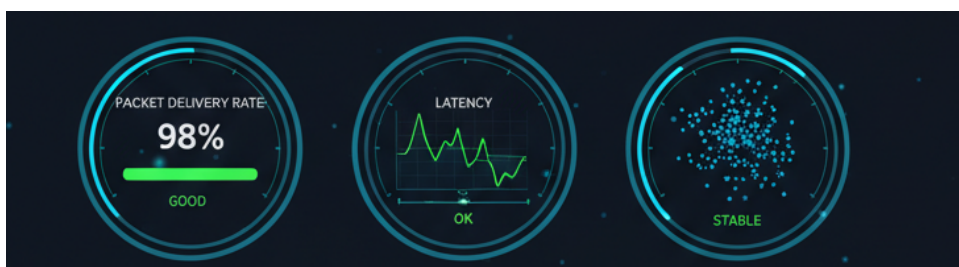 PACKET DELIVERY RATE
98%
GOOD
LATENCY
OK
STABLE